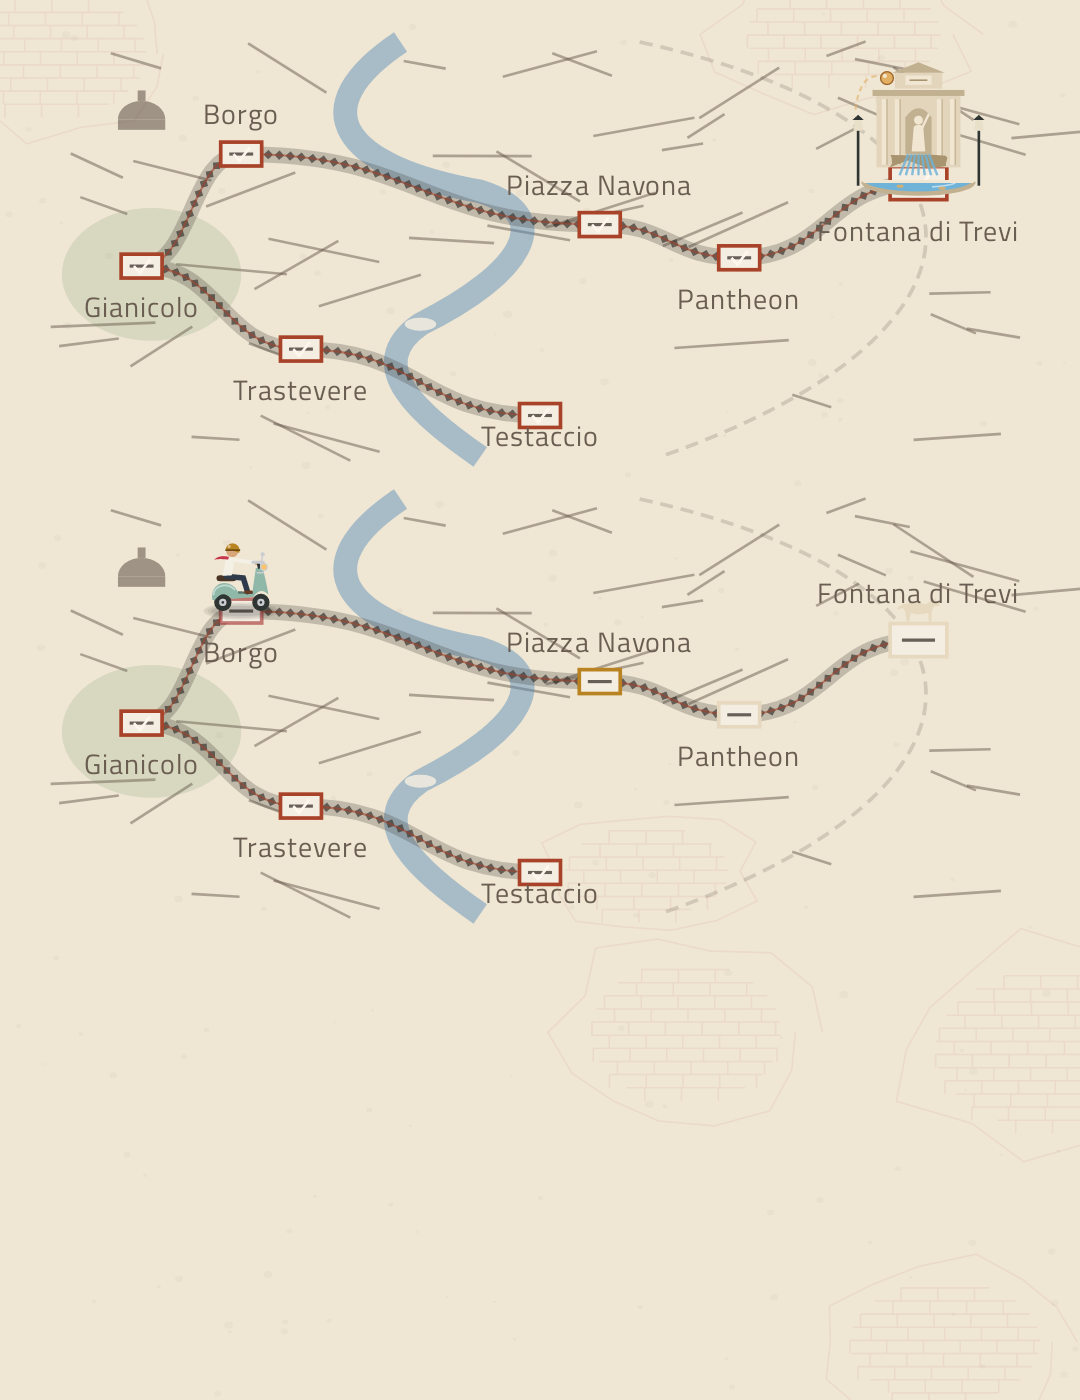 Borgo
Piazza Navona
Fontana di Trevi
Gianicolo
Pantheon
Trastevere
Testaccio
Fontana di Trevi
Piazza Navona
Borgo
Gianicolo
Pantheon
Trastevere
Testaccio